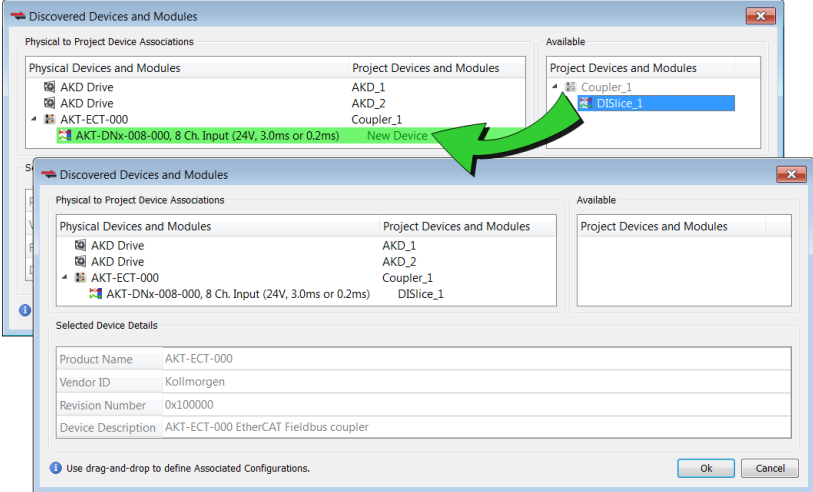 Discovered Devices and Modules
Physical to Project Device Associations
Available
Physical Devices and Modules Project Devices and Modules
Project Devices and Modules
AKD Drive AKD_1
Coupler_1
AKD Drive AKD_2
DISlice_1
AKT-ECT-000 Coupler_1
AKT-DNx-008-000, 8 Ch. Input (24V, 3.0ms or 0.2ms) New Device
Discovered Devices and Modules
Physical to Project Device Associations
Available
Physical Devices and Modules Project Devices and Modules
Project Devices and Modules
AKD Drive AKD_1
AKD Drive AKD_2
AKT-ECT-000 Coupler_1
AKT-DNx-008-000, 8 Ch. Input (24V, 3.0ms or 0.2ms) DISlice_1
Selected Device Details
Product Name AKT-ECT-000
Vendor ID Kollmorgen
Revision Number 0x100000
Device Description AKT-ECT-000 EtherCAT Fieldbus coupler
Use drag-and-drop to define Associated Configurations.
Ok Cancel